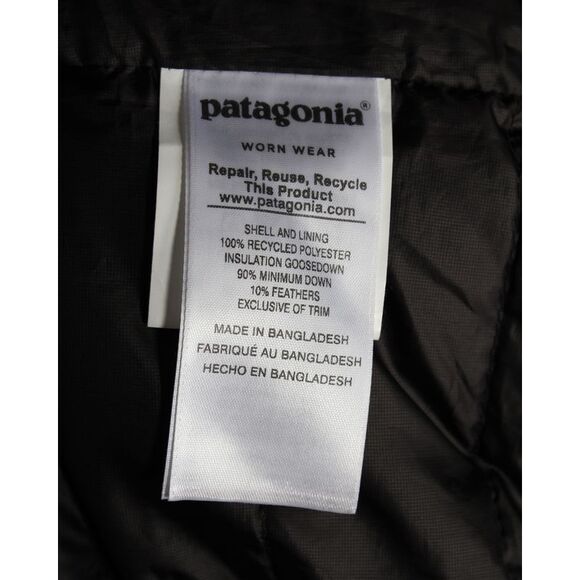 patagonia®
WORN WEAR
Repair, Reuse, Recycle
This Product
www.patagonia.com
SHELL AND LINING
100% RECYCLED POLYESTER
INSULATION GOOSEDOWN
90% MINIMUM DOWN
10% FEATHERS
EXCLUSIVE OF TRIM
MADE IN BANGLADESH
FABRIQUÉ AU BANGLADESH
HECHO EN BANGLADESH